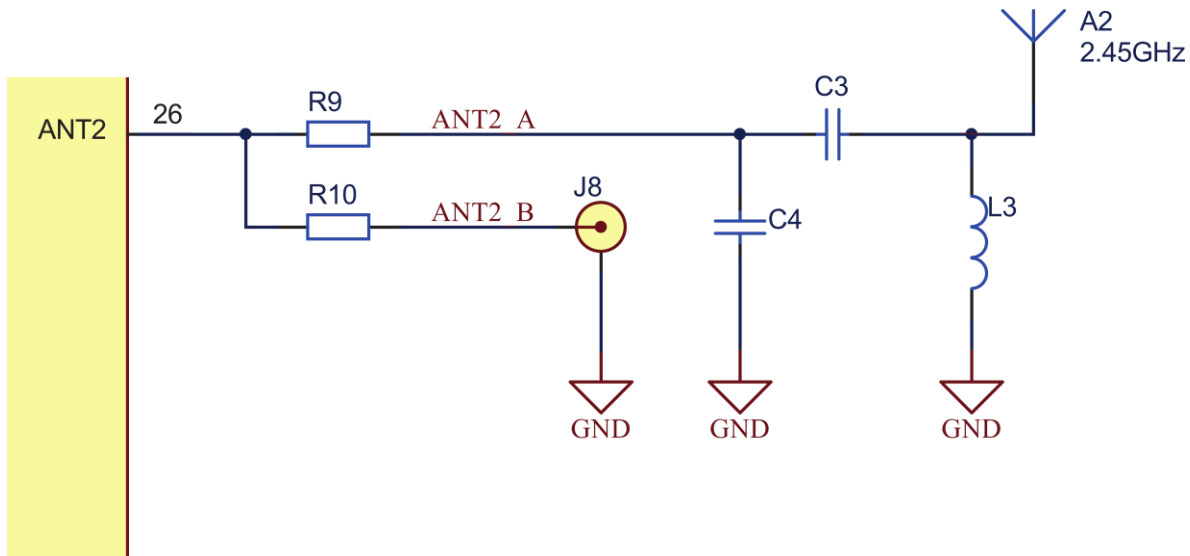 A2
2.45GHz
C3
R9
26
ANT2
ANT2_A
R10
J8
ANT2_B
C4
L3
GND
GND
GND